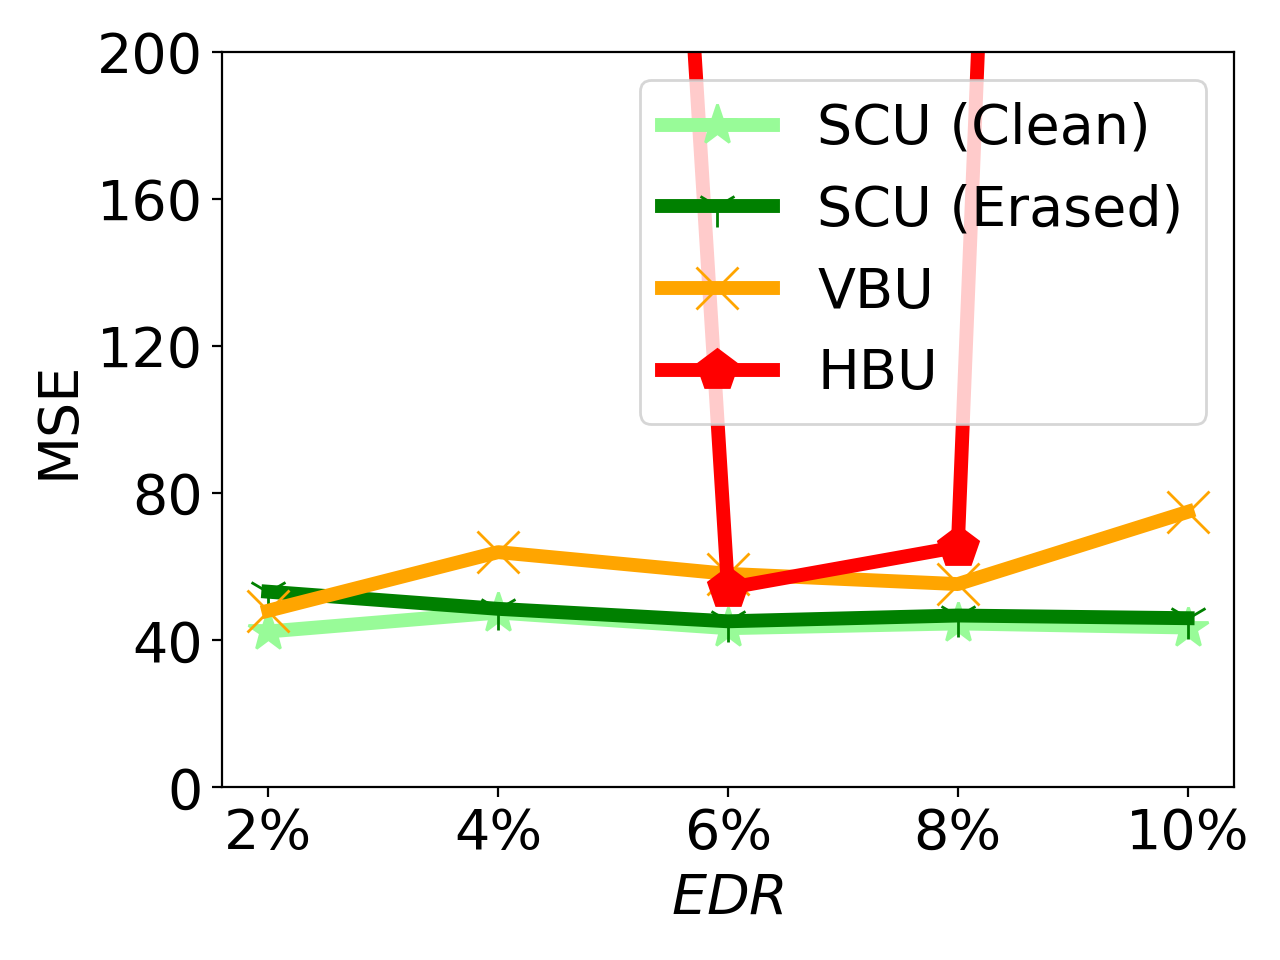 200
160
120
80
40
0
MSE
SCU (Clean)
SCU (Erased)
VBU
HBU
2% 4% 6% 8% 10%
EDR